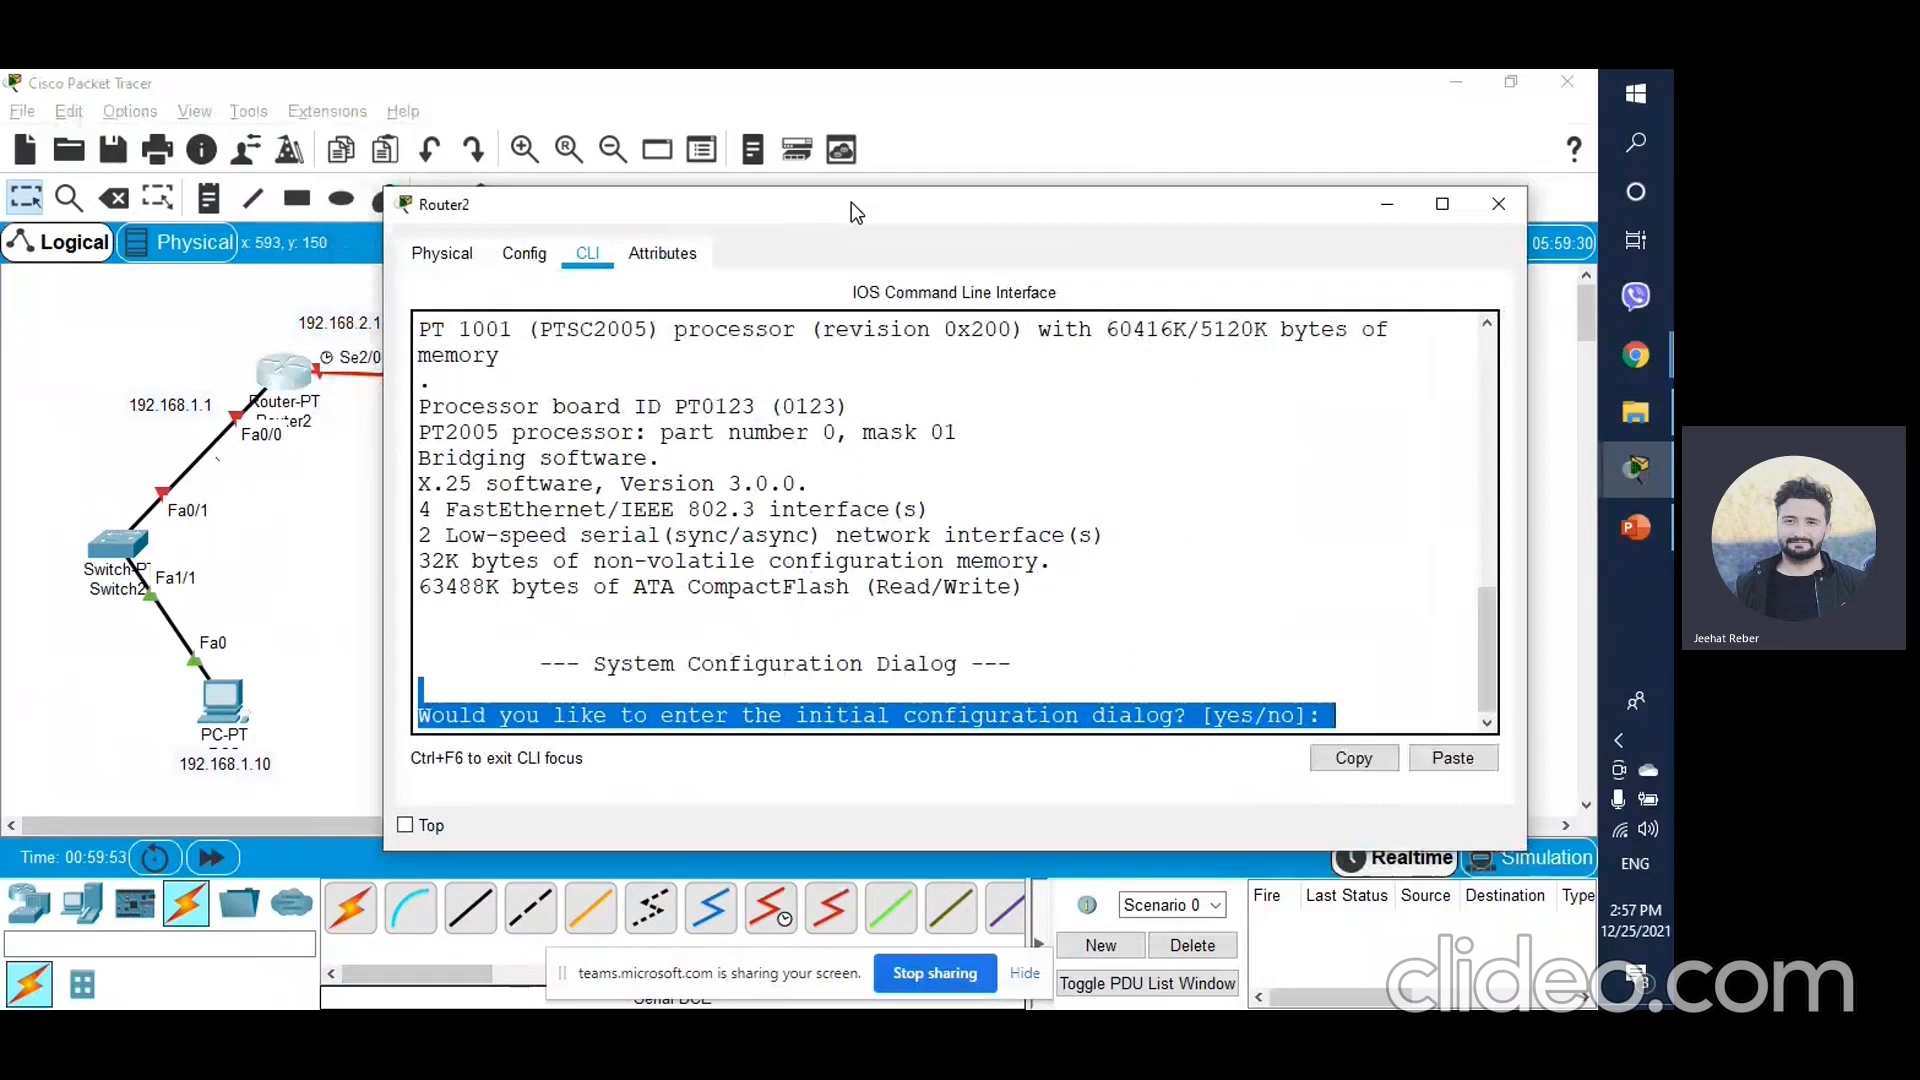 Cisco Packet Tracer
File Edit Options View Tools Extensions Help
Logical Physical x: 593, y: 150
05:59:30
Router2
Physical Config CLI Attributes
IOS Command Line Interface
PT 1001 (PTSC2005) processor (revision 0x200) with 60416K/5120K bytes of
memory
.
Processor board ID PT0123 (0123)
PT2005 processor: part number 0, mask 01
Bridging software.
X.25 software, Version 3.0.0.
4 FastEthernet/IEEE 802.3 interface(s)
2 Low-speed serial(sync/async) network interface(s)
32K bytes of non-volatile configuration memory.
63488K bytes of ATA CompactFlash (Read/Write)
--- System Configuration Dialog ---
Would you like to enter the initial configuration dialog? [yes/no]:
Ctrl+F6 to exit CLI focus
Copy Paste
Top
192.168.2.1
Se2/0
192.168.1.1
Router-PT
Router2
Fa0/0
Fa0/1
Switch-PT
Switch2
Fa1/1
Fa0
PC-PT
192.168.1.10
Time: 00:59:53
Realtime Simulation
Scenario 0
New Delete
Toggle PDU List Window
Fire Last Status Source Destination Type
teams.microsoft.com is sharing your screen. Stop sharing Hide
Serial DCE
ENG
2:57 PM
12/25/2021
3
Jeehat Reber
clideo.com